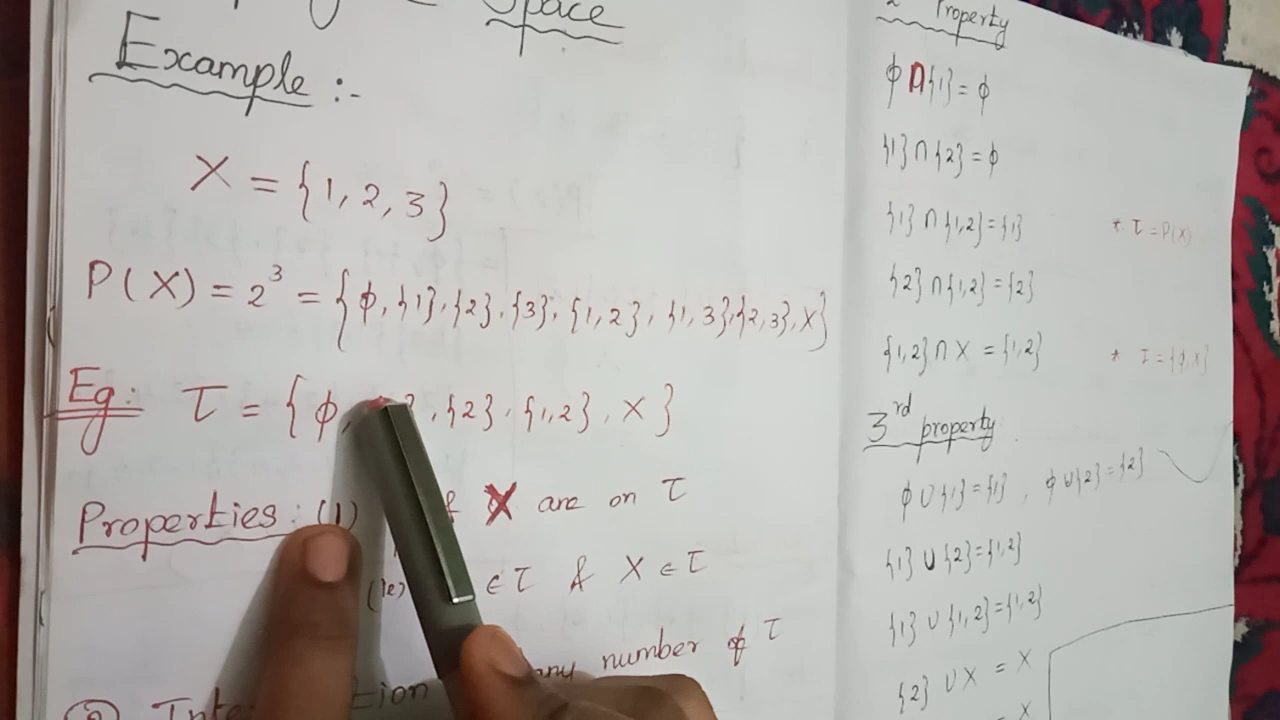 Space
Example :-
X = {1, 2, 3}
P(X) = 2³ = {ϕ, {1}, {2}, {3}, {1, 2}, {1, 3}, {2, 3}, X}
Eg: τ = {ϕ, }, {2}, {1, 2}, X}
Properties: (1) & X are on τ
(ie) ∈ τ & X ∈ τ
any number of τ
Property
ϕ ∩ {1} = ϕ
{1} ∩ {2} = ϕ
{1} ∩ {1, 2} = {1}
* τ = P(X)
{2} ∩ {1, 2} = {2}
{1, 2} ∩ X = {1, 2}
* τ = {ϕ, X}
3rd property
ϕ ∪ {1} = {1}, ϕ ∪ {2} = {2}
{1} ∪ {2} = {1, 2}
{1} ∪ {1, 2} = {1, 2}
{2} ∪ X = X
= X